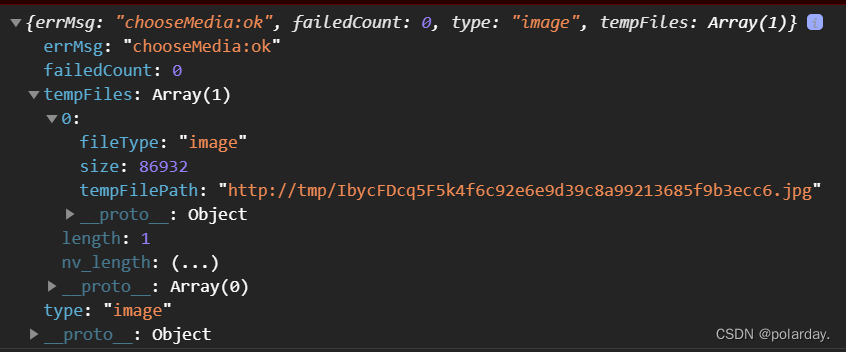 {errMsg: "chooseMedia:ok", failedCount: 0, type: "image", tempFiles: Array(1)} i
errMsg: "chooseMedia:ok"
failedCount: 0
tempFiles: Array(1)
0:
fileType: "image"
size: 86932
tempFilePath: "http://tmp/IbycFDcq5F5k4f6c92e6e9d39c8a99213685f9b3ecc6.jpg"
__proto__: Object
length: 1
nv_length: (...)
__proto__: Array(0)
type: "image"
__proto__: Object
CSDN @polarday.